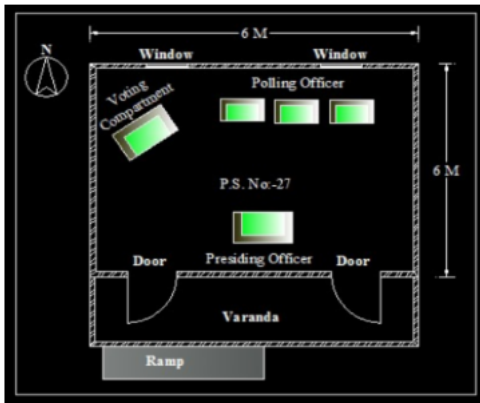 6 M
N
Window
Window
Voting
Compartment
Polling Officer
6 M
P.S. No:-27
Door
Presiding Officer
Door
Varanda
Ramp